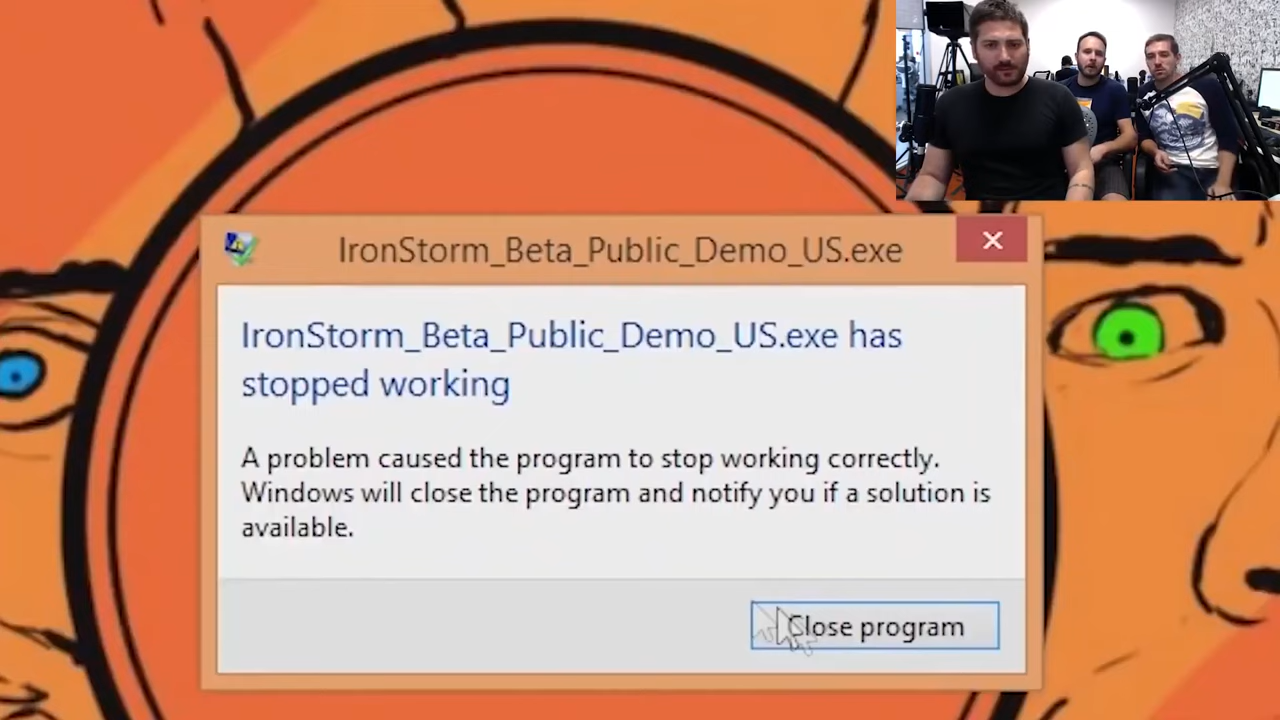 IronStorm_Beta_Public_Demo_US.exe
IronStorm_Beta_Public_Demo_US.exe has
stopped working
A problem caused the program to stop working correctly.
Windows will close the program and notify you if a solution is
available.
Close program